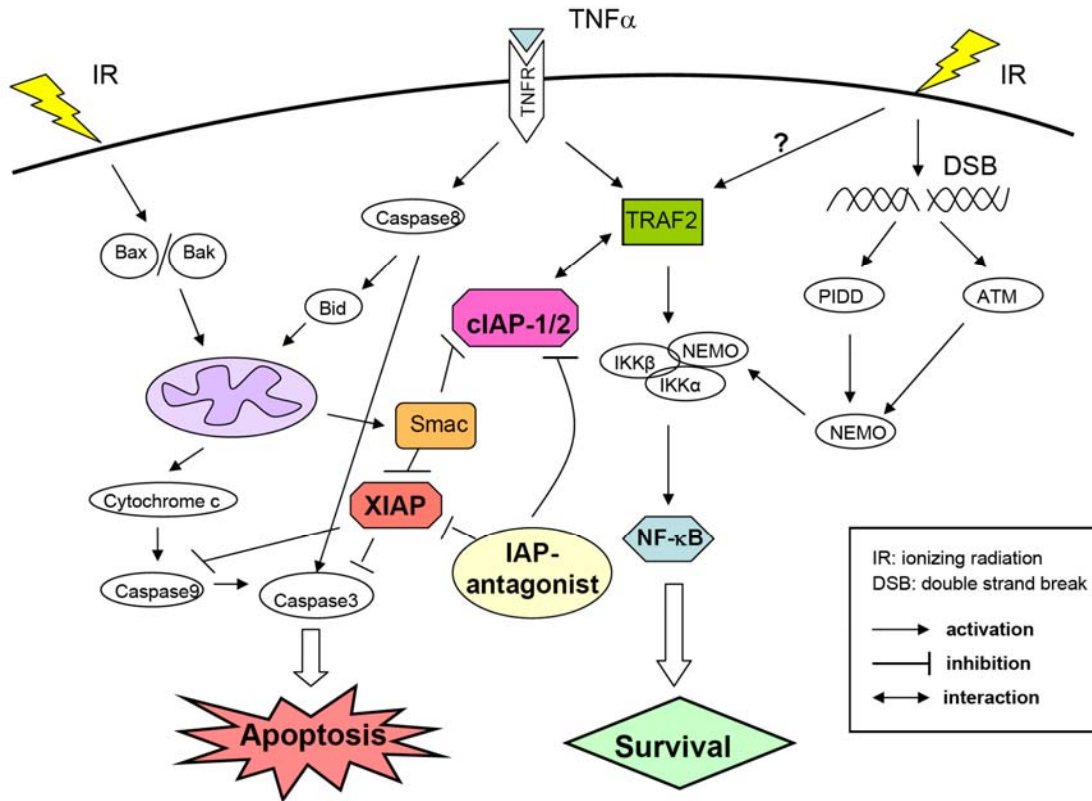 TNFα
IR
IR
TNFR
?
DSB
Caspase8
TRAF2
Bax
Bak
Bid
PIDD
ATM
cIAP-1/2
NEMO
IKKβ
IKKα
Smac
NEMO
Cytochrome c
XIAP
NF-κB
IAP-
antagonist
Caspase9
Caspase3
IR: ionizing radiation
DSB: double strand break
activation
inhibition
interaction
Apoptosis
Survival